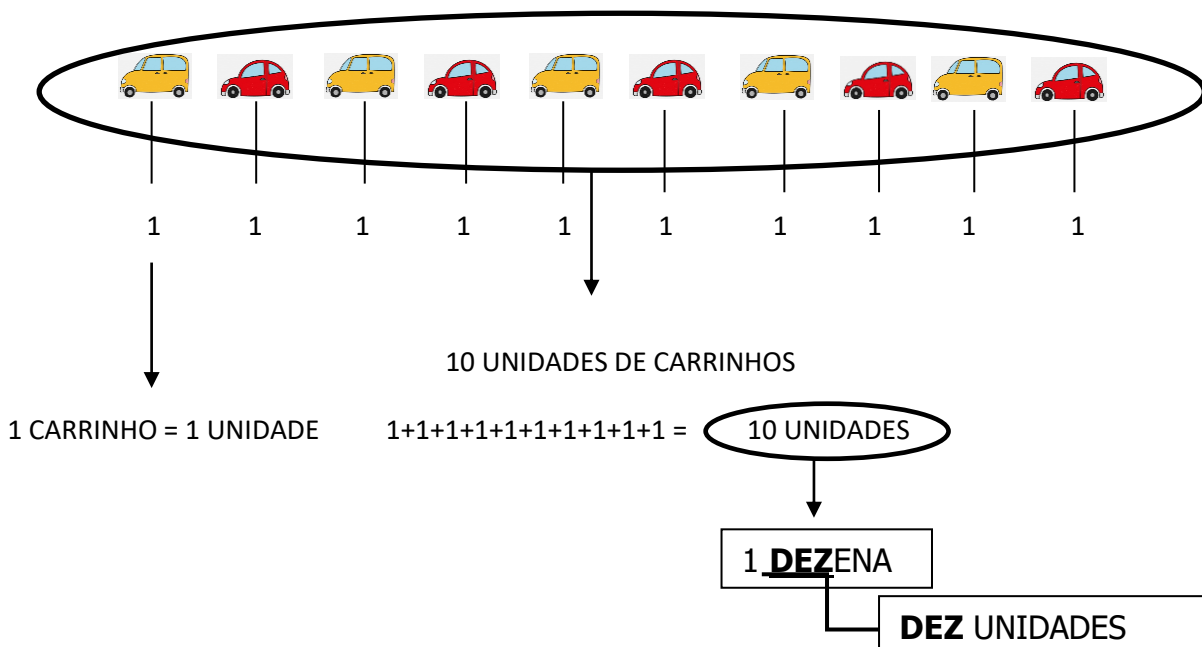 1 1 1 1 1 1 1 1 1 1
10 UNIDADES DE CARRINHOS
1 CARRINHO = 1 UNIDADE 1+1+1+1+1+1+1+1+1+1 = 10 UNIDADES
1 DEZENA
DEZ UNIDADES